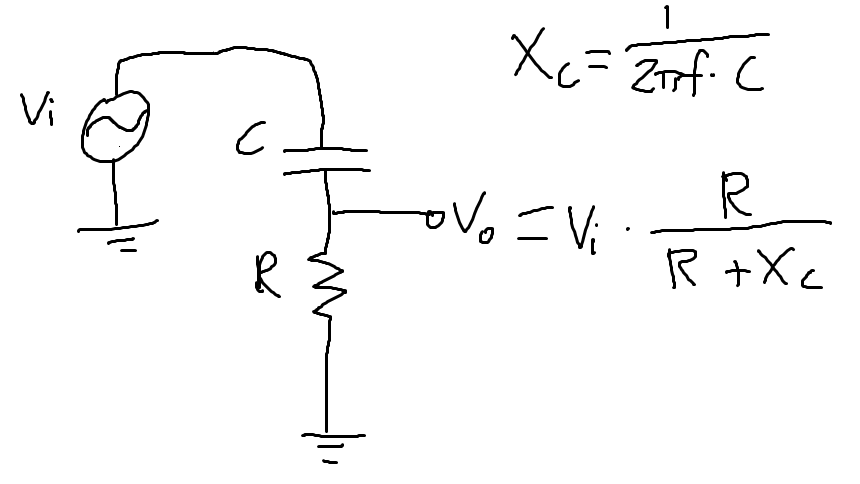 Xc = 1 / 2πf · C
Vi
C
Vo = Vi · R / R + Xc
R